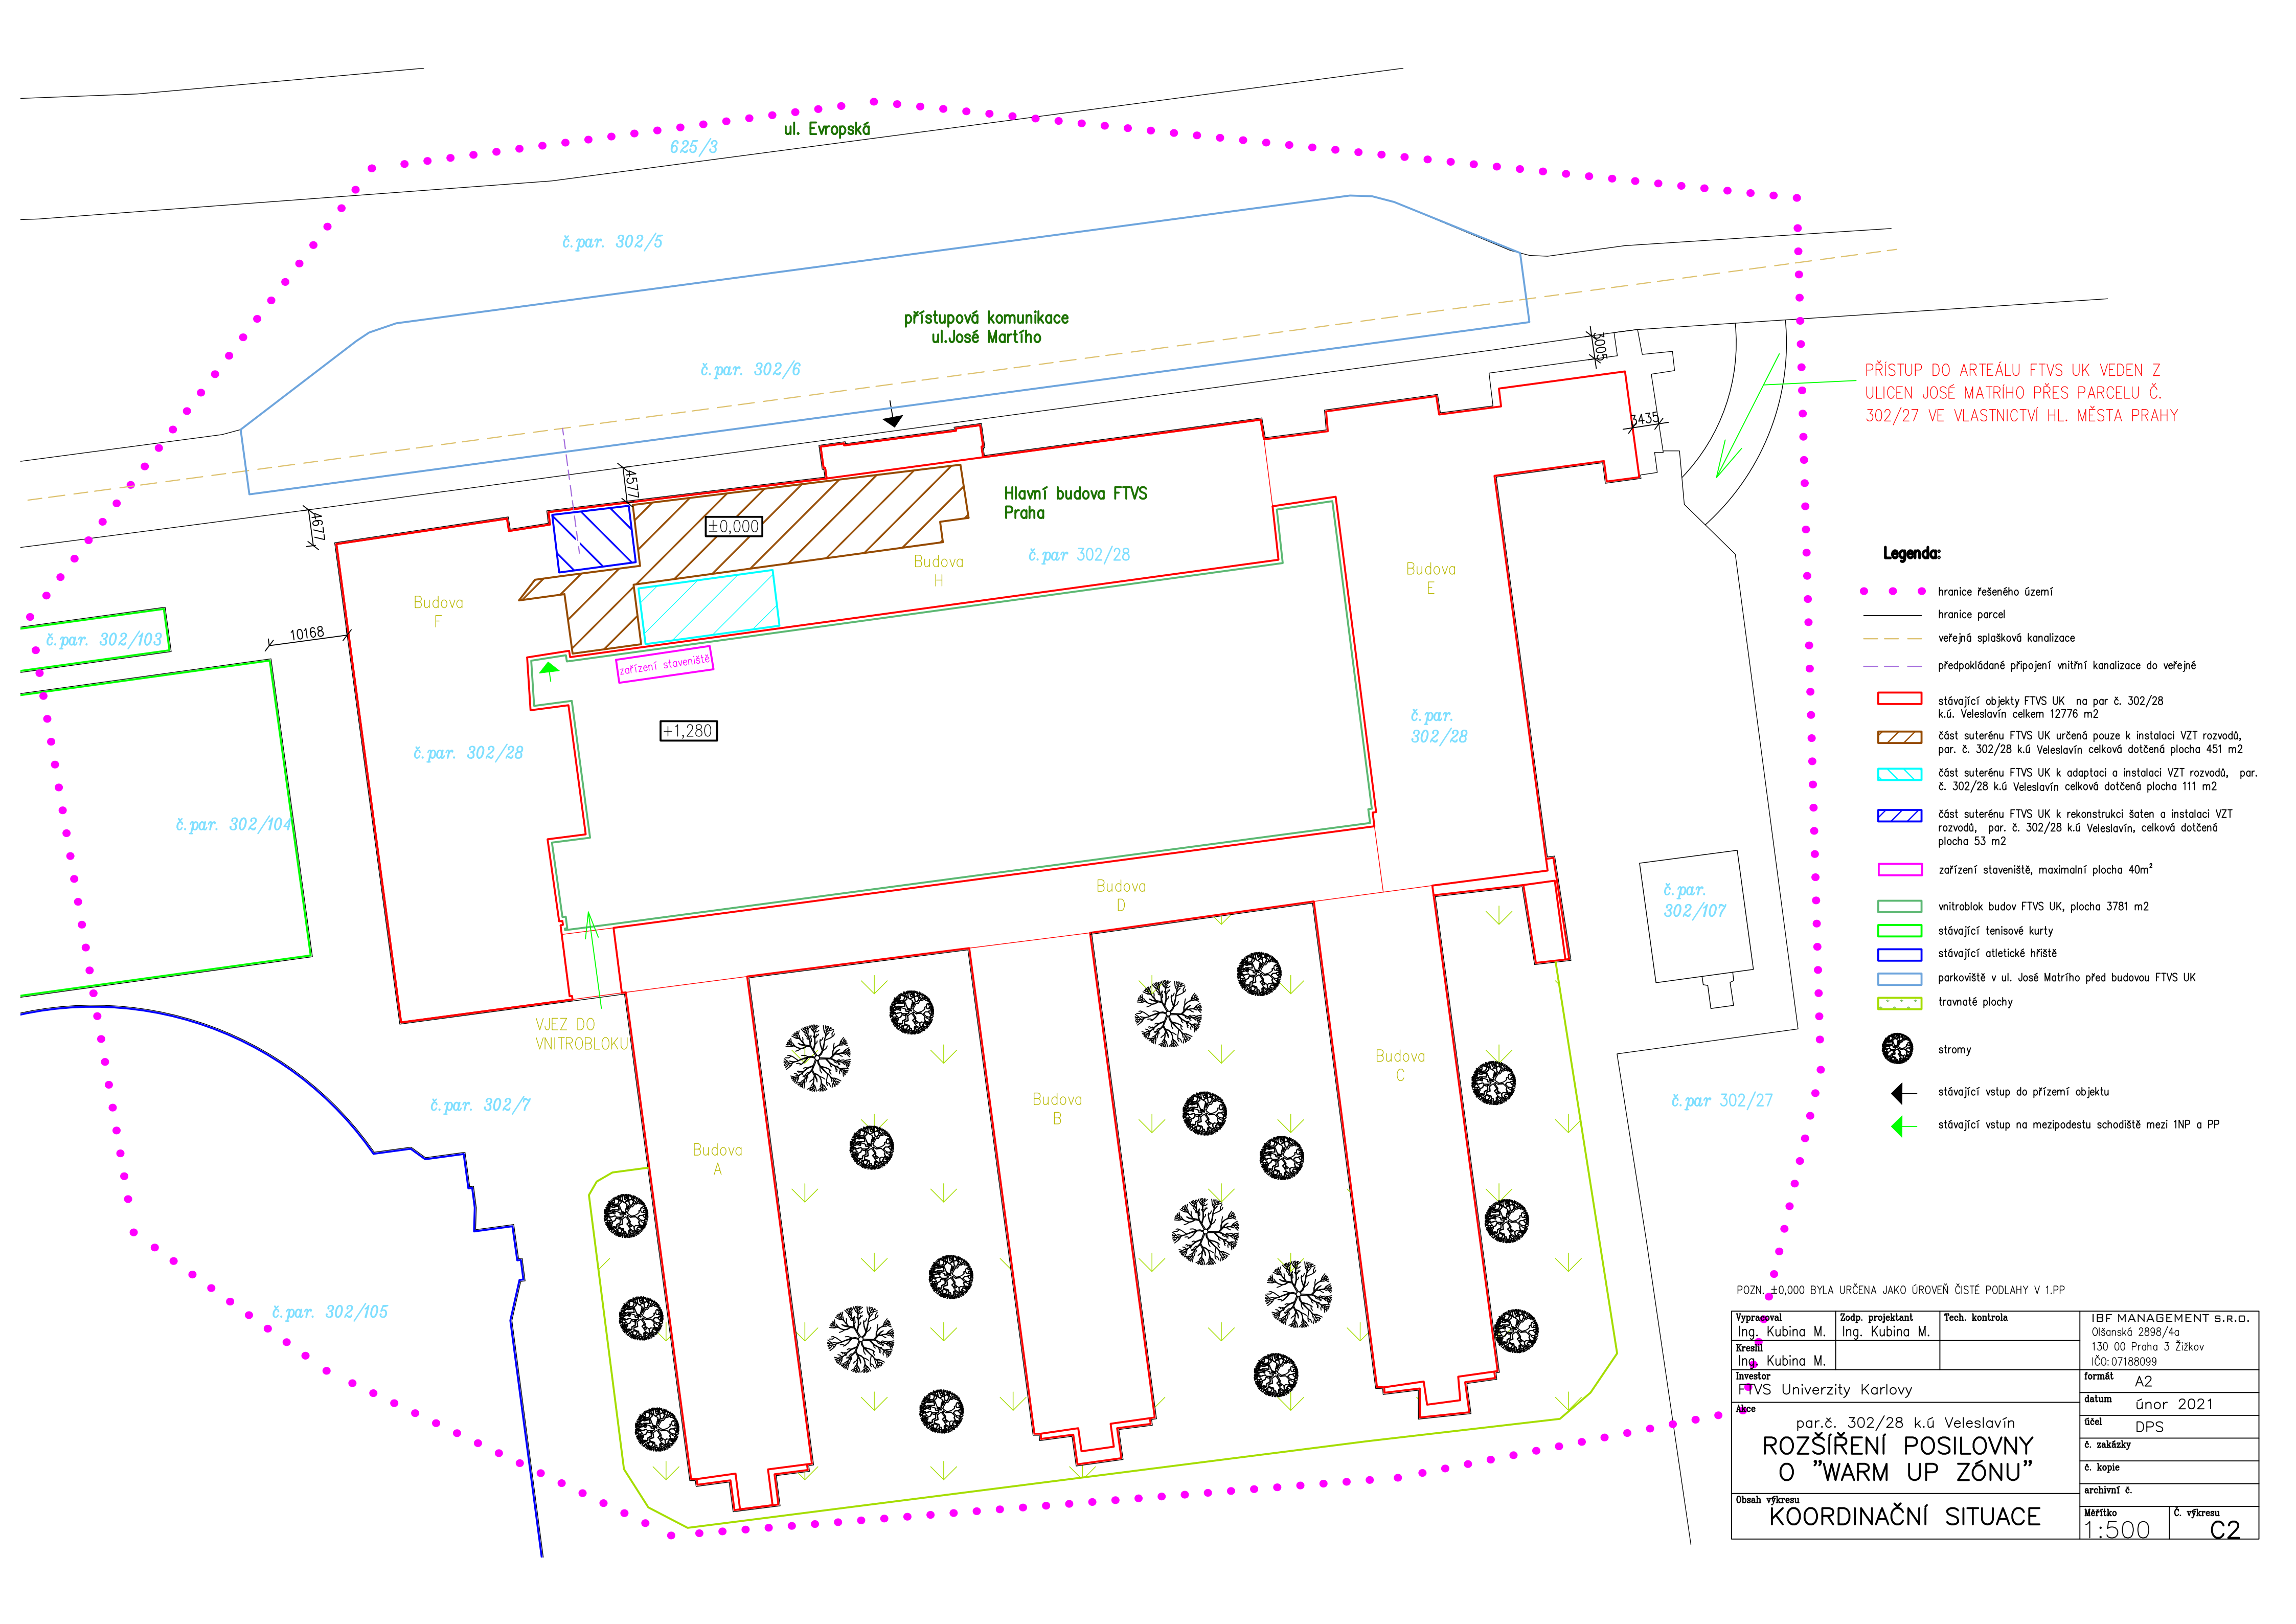 ul. Evropská
625/3
č.par. 302/5
přístupová komunikace
ul.José Martího
č.par. 302/6
3005
PŘÍSTUP DO ARTEÁLU FTVS UK VEDEN Z
ULICEN JOSÉ MATRÍHO PŘES PARCELU Č.
302/27 VE VLASTNICTVÍ HL. MĚSTA PRAHY
3435
4577
4677
Hlavní budova FTVS
Praha
±0,000
č.par 302/28
Budova
H
Budova
E
Budova
F
10168
č.par. 302/103
zařízení staveniště
+1,280
č.par.
302/28
č.par. 302/28
č.par. 302/104
Budova
D
č.par.
302/107
VJEZ DO
VNITROBLOKU
Budova
C
Budova
B
Budova
A
č.par. 302/7
č.par 302/27
č.par. 302/105
Legenda:
hranice řešeného území
hranice parcel
veřejná splašková kanalizace
předpokládané připojení vnitřní kanalizace do veřejné
stávající objekty FTVS UK na par č. 302/28
k.ú. Veleslavín celkem 12776 m2
část suterénu FTVS UK určená pouze k instalaci VZT rozvodů,
par. č. 302/28 k.ú Veleslavín celková dotčená plocha 451 m2
část suterénu FTVS UK k adaptaci a instalaci VZT rozvodů, par.
č. 302/28 k.ú Veleslavín celková dotčená plocha 111 m2
část suterénu FTVS UK k rekonstrukci šaten a instalaci VZT
rozvodů, par. č. 302/28 k.ú Veleslavín, celková dotčená
plocha 53 m2
zařízení staveniště, maximalní plocha 40m²
vnitroblok budov FTVS UK, plocha 3781 m2
stávající tenisové kurty
stávající atletické hřiště
parkoviště v ul. José Matrího před budovou FTVS UK
travnaté plochy
stromy
stávající vstup do přízemí objektu
stávající vstup na mezipodestu schodiště mezi 1NP a PP
POZN. ±0,000 BYLA URČENA JAKO ÚROVEŇ ČISTÉ PODLAHY V 1.PP
Vypracoval
Ing. Kubina M.
Zodp. projektant
Ing. Kubina M.
Tech. kontrola
Kreslil
Ing. Kubina M.
IBF MANAGEMENT s.r.o.
Olšanská 2898/4a
130 00 Praha 3 Žižkov
IČO: 07188099
Investor
FTVS Univerzity Karlovy
formát A2
datum únor 2021
účel DPS
č. zakázky
č. kopie
archivní č.
Akce
par.č. 302/28 k.ú Veleslavín
ROZŠÍŘENÍ POSILOVNY
O "WARM UP ZÓNU"
Obsah výkresu
KOORDINAČNÍ SITUACE
Měřítko
1:500
Č. výkresu
C2